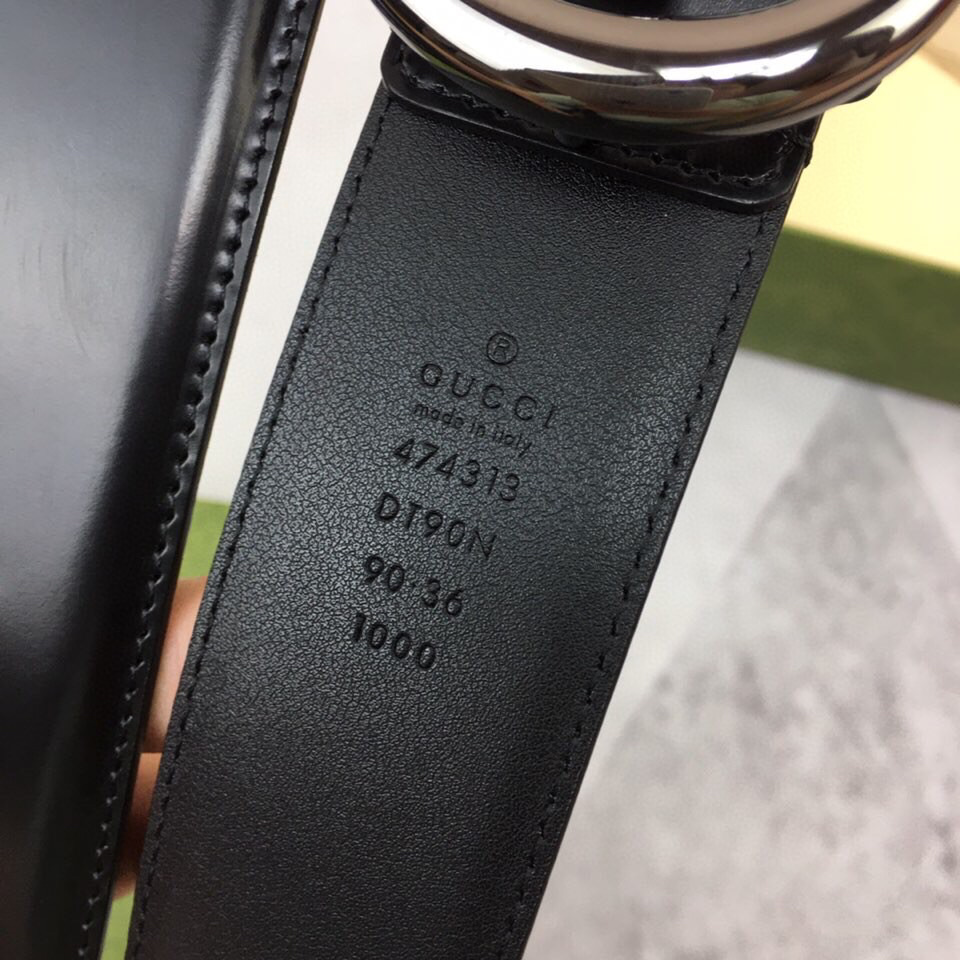 ®
GUCCI
made in italy
474313
DT90N
90·36
1000